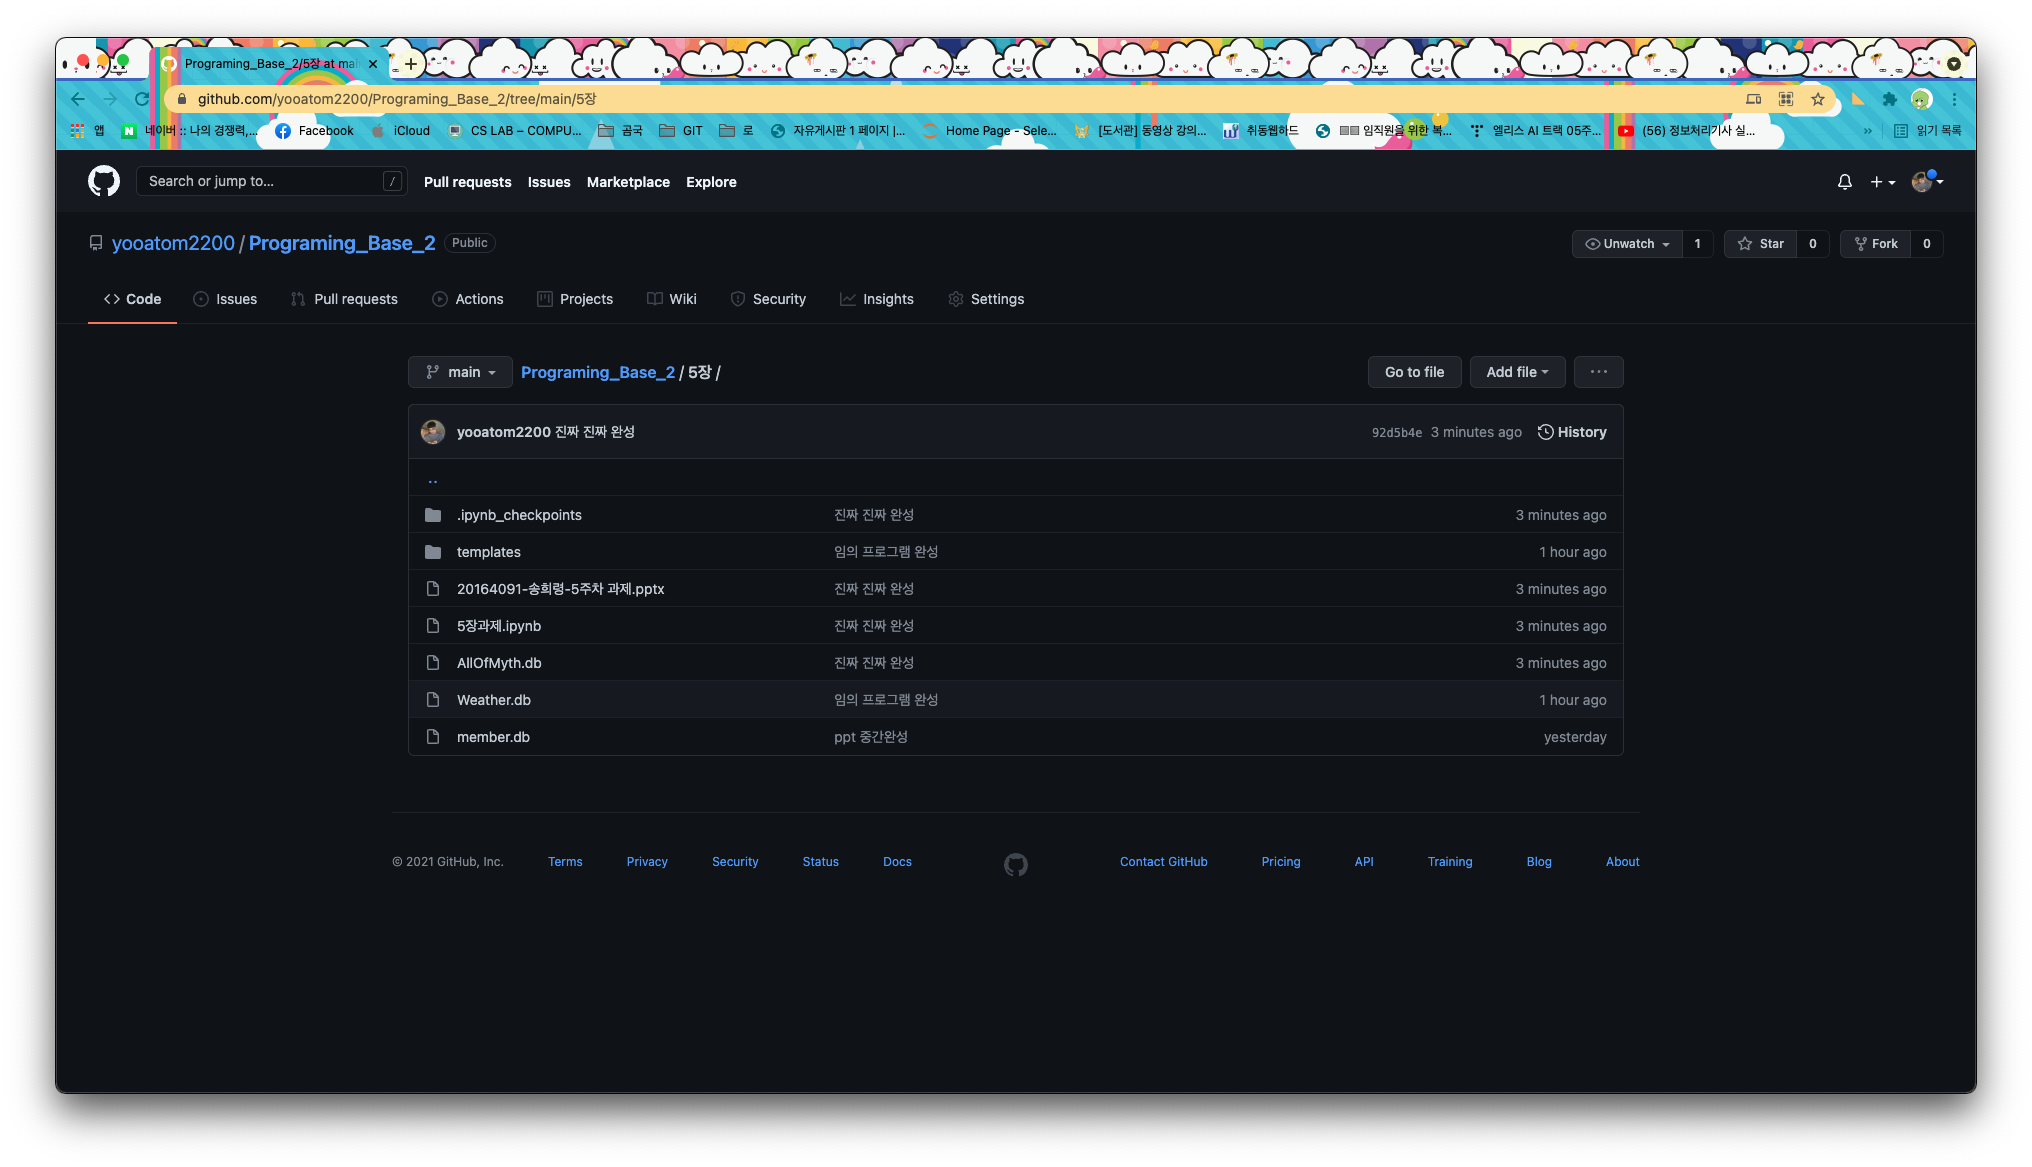 Programing_Base_2/5장 at mai
github.com/yooatom2200/Programing_Base_2/tree/main/5장
앱 네이버 :: 나의 경쟁력,... Facebook iCloud CS LAB – COMPU... 곰국 GIT 로 자유게시판 1 페이지 |... Home Page - Sele... [도서관] 동영상 강의... 취동웹하드 임직원을 위한 복... 엘리스 AI 트랙 05주... (56) 정보처리기사 실... » 읽기 목록
Search or jump to... / Pull requests Issues Marketplace Explore
yooatom2200 / Programing_Base_2 Public Unwatch 1 Star 0 Fork 0
Code Issues Pull requests Actions Projects Wiki Security Insights Settings
main Programing_Base_2 / 5장 / Go to file Add file ...
yooatom2200 진짜 진짜 완성 92d5b4e 3 minutes ago History
..
.ipynb_checkpoints 진짜 진짜 완성 3 minutes ago
templates 임의 프로그램 완성 1 hour ago
20164091-송희령-5주차 과제.pptx 진짜 진짜 완성 3 minutes ago
5장과제.ipynb 진짜 진짜 완성 3 minutes ago
AllOfMyth.db 진짜 진짜 완성 3 minutes ago
Weather.db 임의 프로그램 완성 1 hour ago
member.db ppt 중간완성 yesterday
© 2021 GitHub, Inc. Terms Privacy Security Status Docs Contact GitHub Pricing API Training Blog About